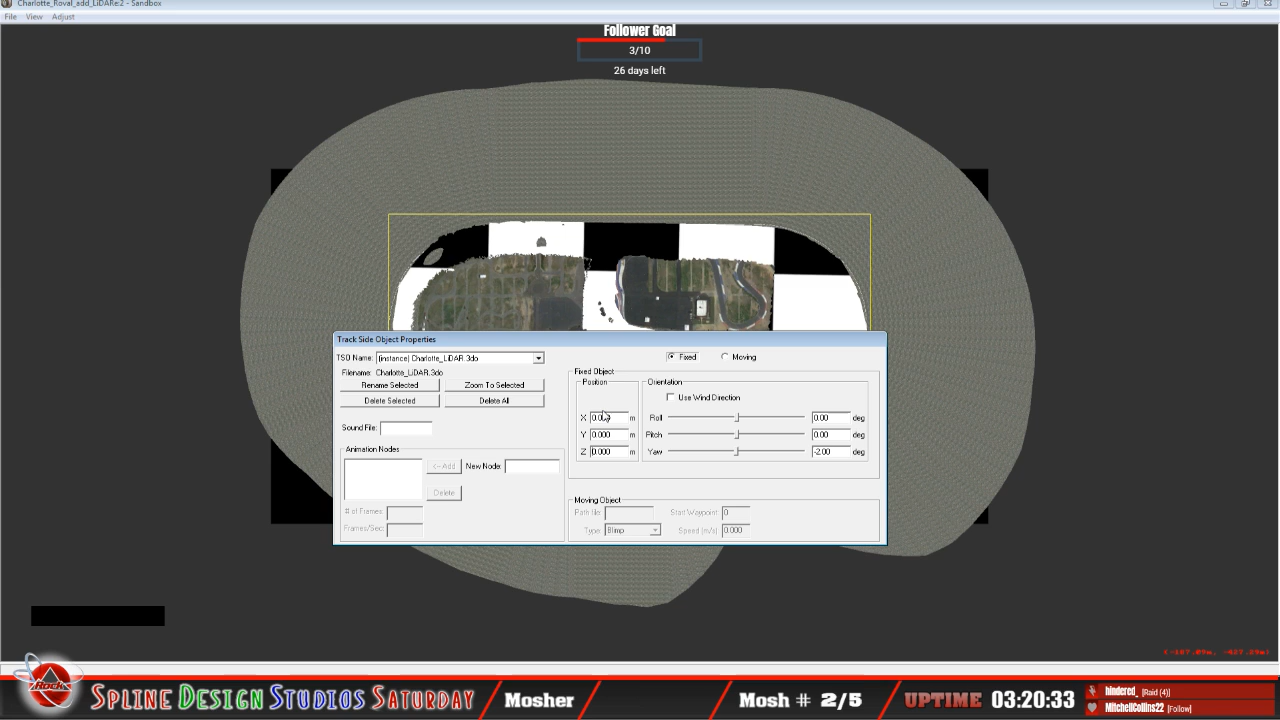 Charlotte_Roval_add_LiDARe:2 - Sandbox
File View Adjust
Follower Goal
3/10
26 days left
Track Side Object Properties
TSO Name: (instance) Charlotte_LiDAR.3do
Filename: Charlotte_LiDAR.3do
Rename Selected Zoom To Selected
Delete Selected Delete All
Sound File:
Animation Nodes
<- Add New Node:
Delete
# of Frames:
Frames/Sec:
Fixed Moving
Fixed Object
Position
X 0.000 m
Y 0.000 m
Z 0.000 m
Orientation
Use Wind Direction
Roll 0.00 deg
Pitch 0.00 deg
Yaw -2.00 deg
Moving Object
Path file: Start Waypoint: 0
Type: Blimp Speed (m/s): 0.000
Rock
SPLINE DESIGN STUDIOS SATURDAY
Mosher
Mosh # 2/5
UPTIME 03:20:33
hindered_ [Raid (4)]
MitchellCollins22 [Follow]